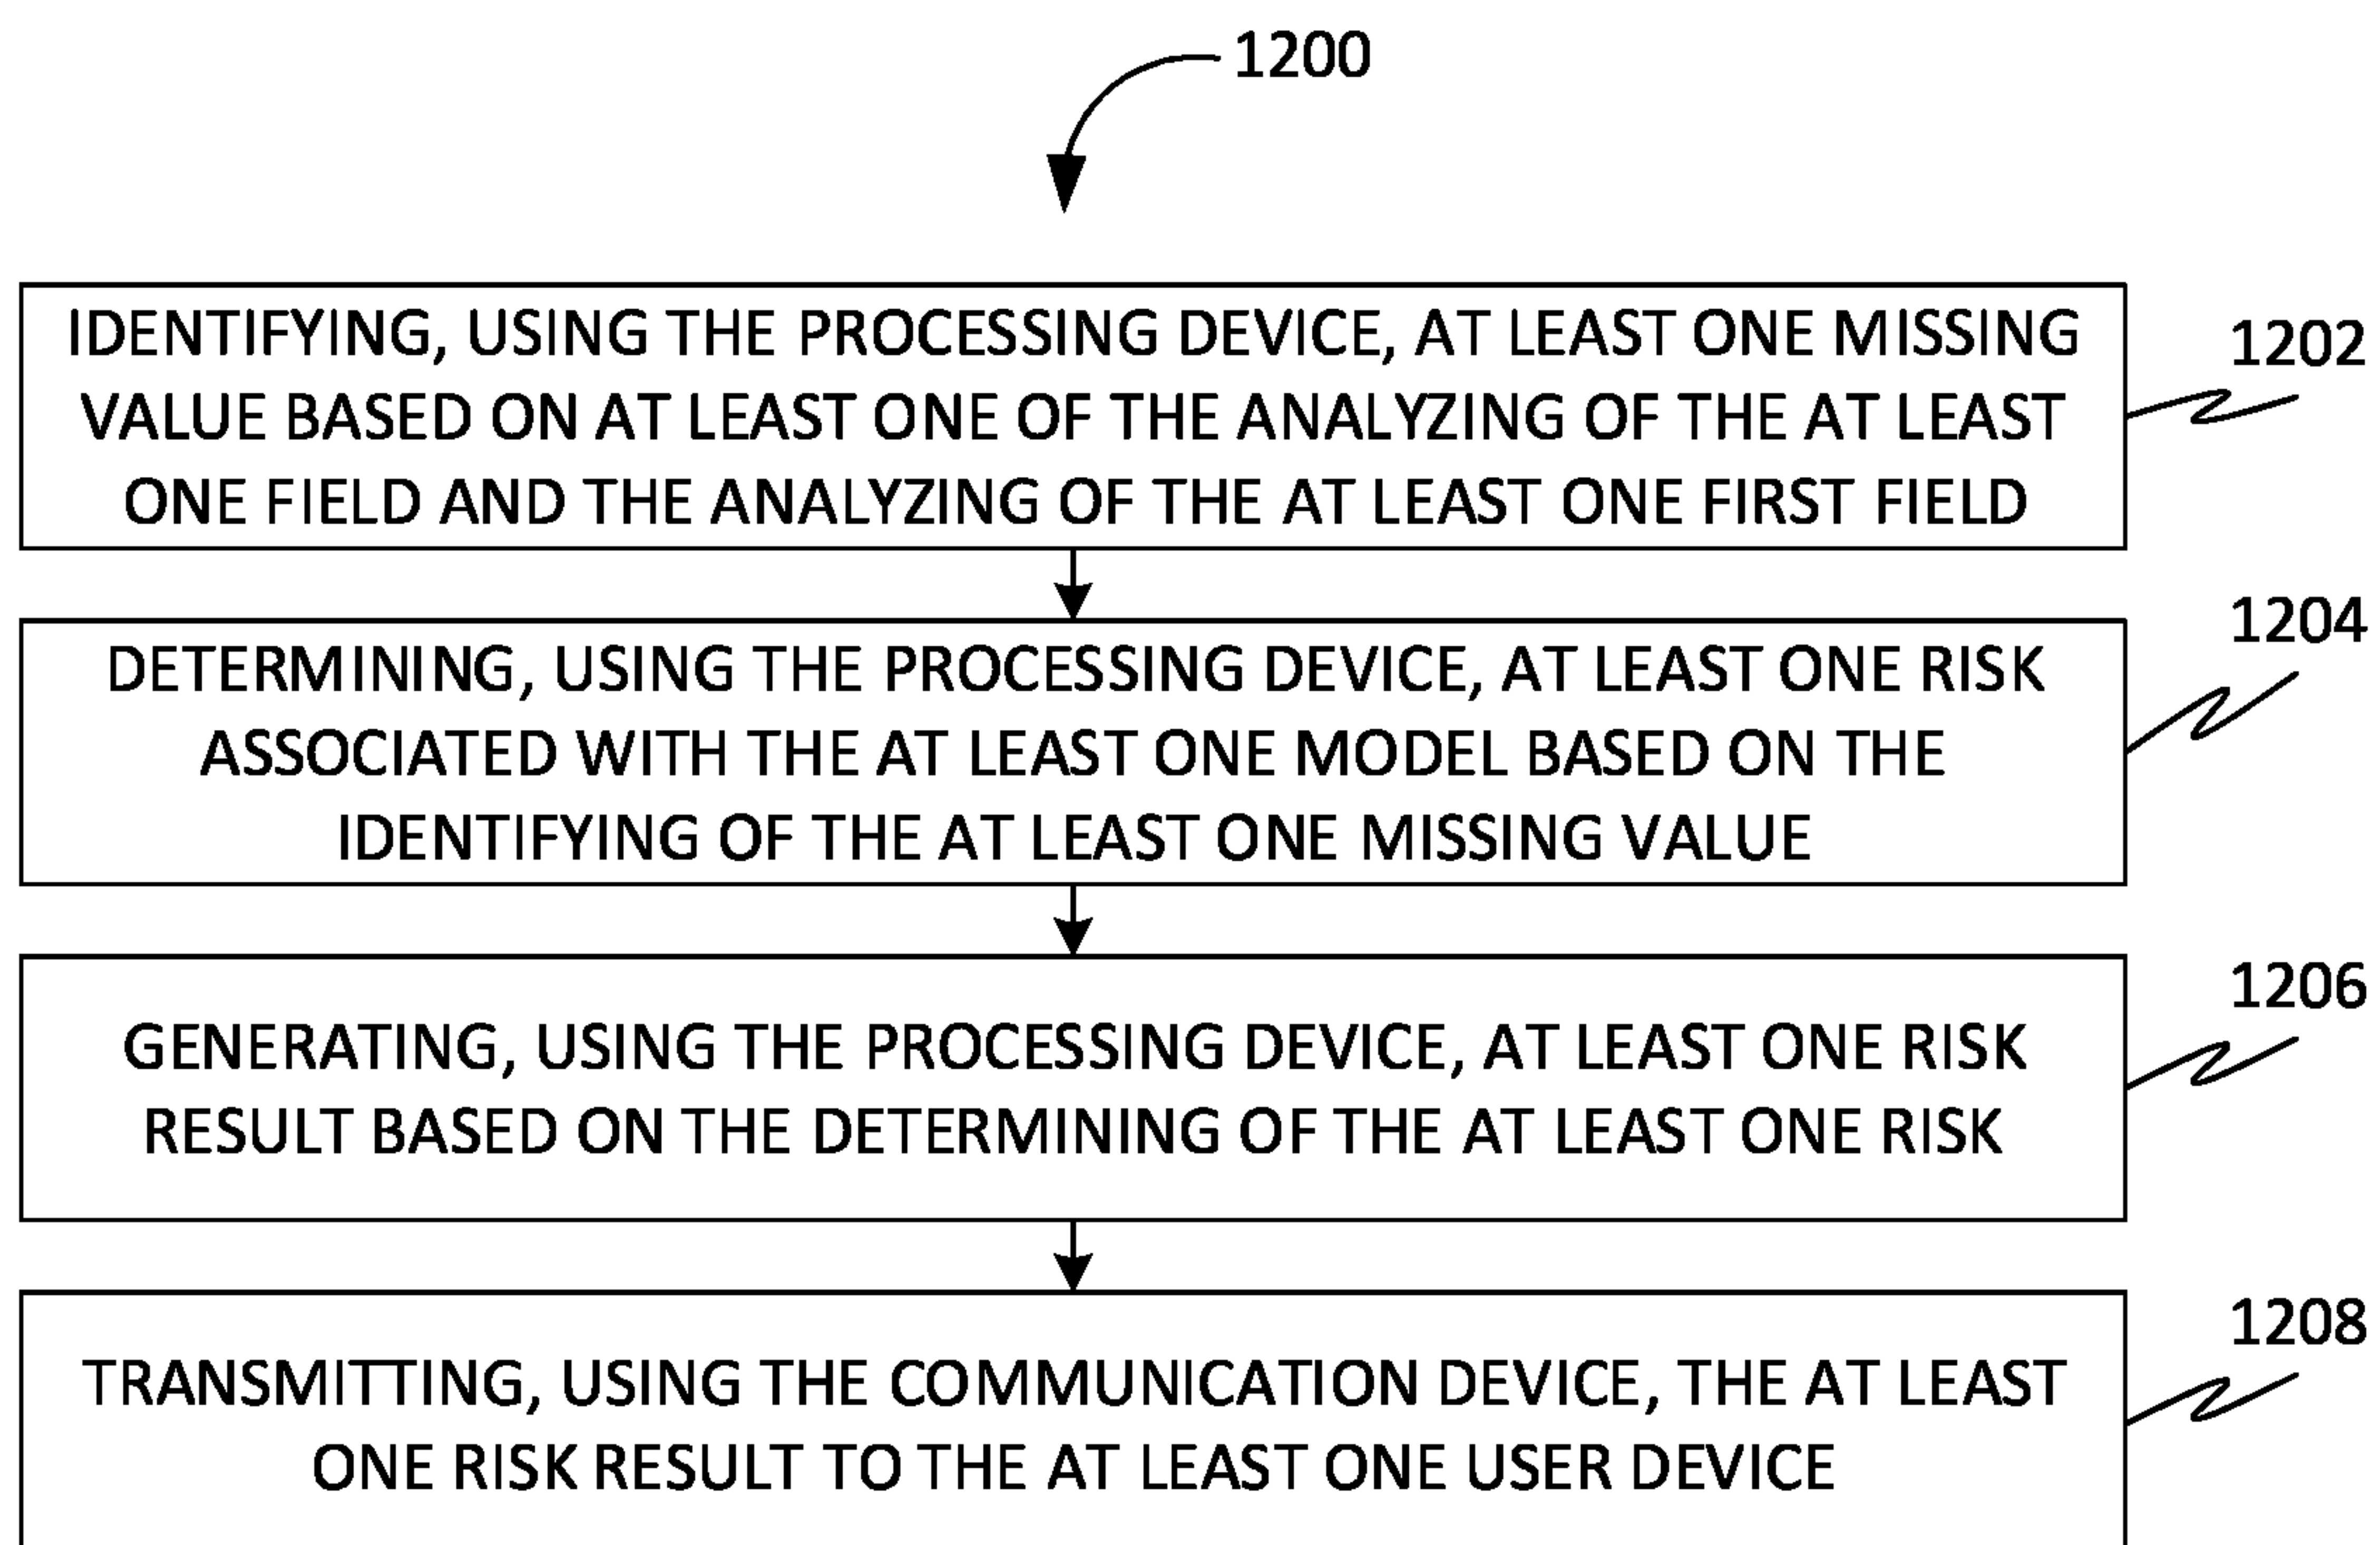 1200
IDENTIFYING, USING THE PROCESSING DEVICE, AT LEAST ONE MISSING
VALUE BASED ON AT LEAST ONE OF THE ANALYZING OF THE AT LEAST
ONE FIELD AND THE ANALYZING OF THE AT LEAST ONE FIRST FIELD
1202
DETERMINING, USING THE PROCESSING DEVICE, AT LEAST ONE RISK
ASSOCIATED WITH THE AT LEAST ONE MODEL BASED ON THE
IDENTIFYING OF THE AT LEAST ONE MISSING VALUE
1204
GENERATING, USING THE PROCESSING DEVICE, AT LEAST ONE RISK
RESULT BASED ON THE DETERMINING OF THE AT LEAST ONE RISK
1206
TRANSMITTING, USING THE COMMUNICATION DEVICE, THE AT LEAST
ONE RISK RESULT TO THE AT LEAST ONE USER DEVICE
1208